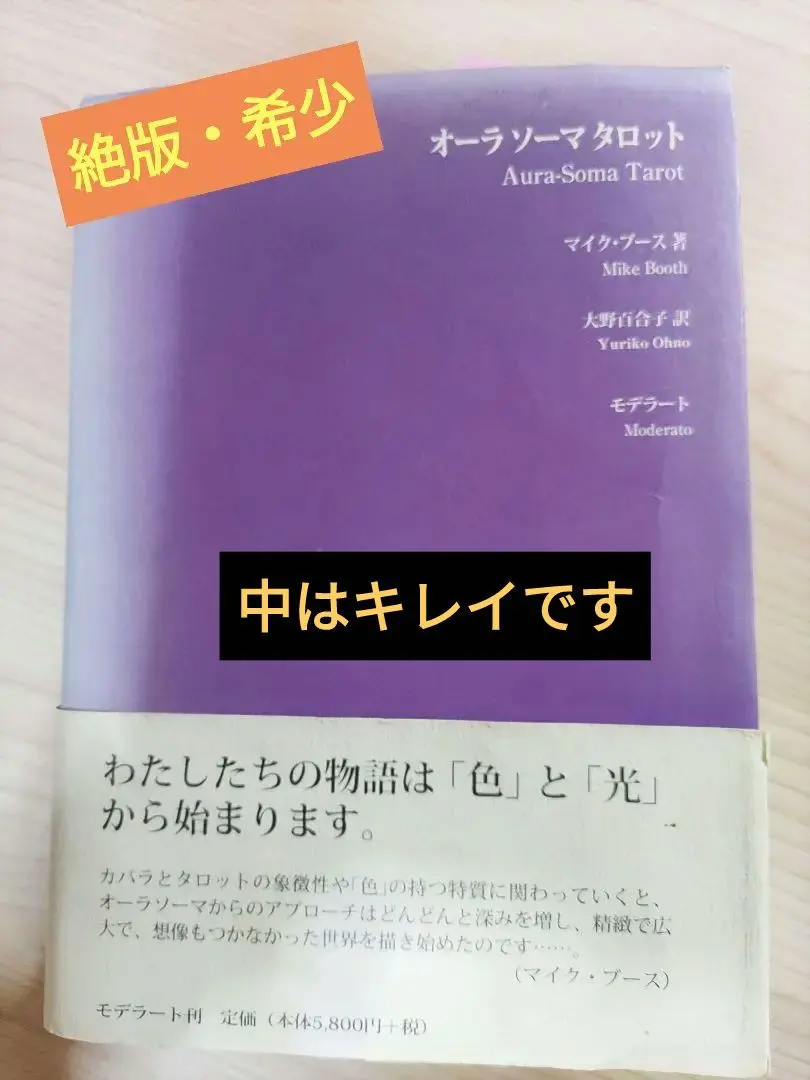 絶版・希少
オーラソーマタロット
Aura-Soma Tarot
マイク・ブース 著
Mike Booth
大野百合子 訳
Yuriko Ohno
モデラート
Moderato
中はキレイです
わたしたちの物語は「色」と「光」
から始まります。
カバラとタロットの象徴性や「色」の持つ特質に関わっていくと、
オーラソーマからのアプローチはどんどんと深みを増し、精緻で広
大で、想像もつかなかった世界を描き始めたのです……。
（マイク・ブース）
モデラート刊 定価（本体5,800円＋税）